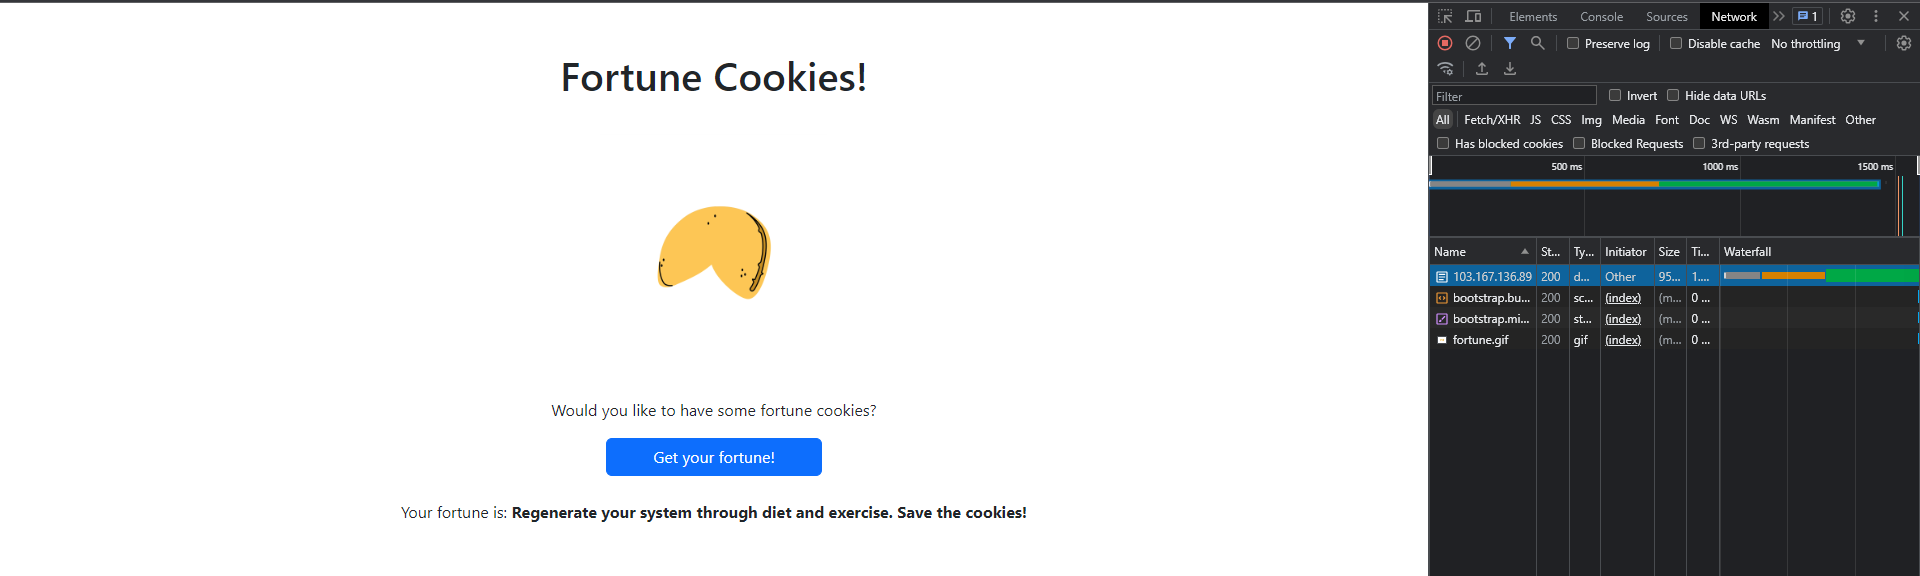 Fortune Cookies!
Would you like to have some fortune cookies?
Get your fortune!
Your fortune is: Regenerate your system through diet and exercise. Save the cookies!
Elements Console Sources Network 1
Preserve log Disable cache No throttling
Filter Invert Hide data URLs
All Fetch/XHR JS CSS Img Media Font Doc WS Wasm Manifest Other
Has blocked cookies Blocked Requests 3rd-party requests
500 ms 1000 ms 1500 ms
Name St... Ty... Initiator Size Ti... Waterfall
103.167.136.89 200 d... Other 95... 1....
bootstrap.bu... 200 sc... (index) (m... 0 ...
bootstrap.mi... 200 st... (index) (m... 0 ...
fortune.gif 200 gif (index) (m... 0 ...